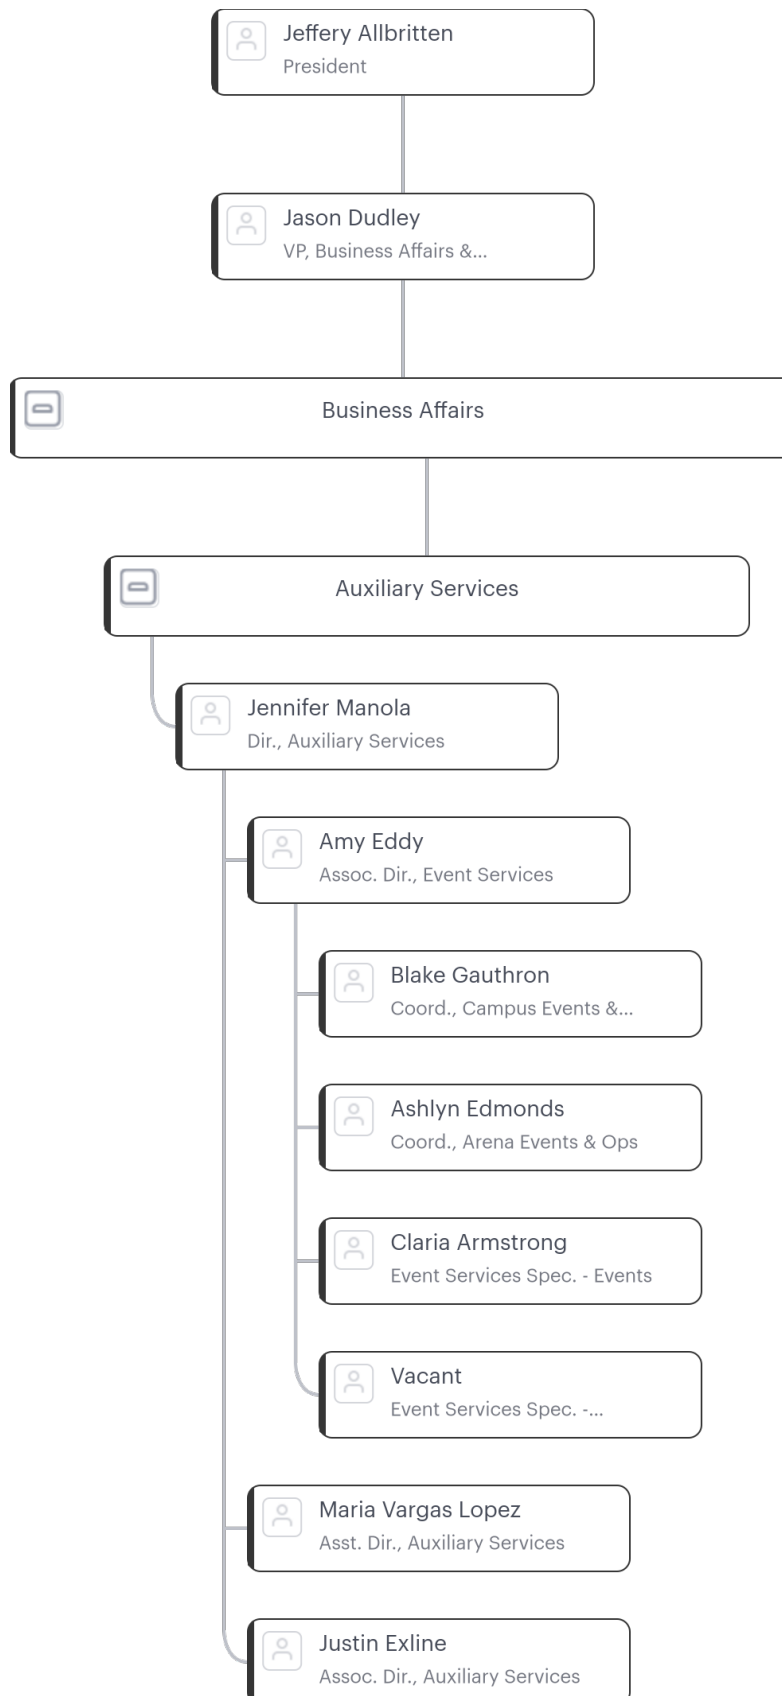 Jeffery Allbritten
President
Jason Dudley
VP, Business Affairs &...
Business Affairs
Auxiliary Services
Jennifer Manola
Dir., Auxiliary Services
Amy Eddy
Assoc. Dir., Event Services
Blake Gauthron
Coord., Campus Events &...
Ashlyn Edmonds
Coord., Arena Events & Ops
Claria Armstrong
Event Services Spec. - Events
Vacant
Event Services Spec. -...
Maria Vargas Lopez
Asst. Dir., Auxiliary Services
Justin Exline
Assoc. Dir., Auxiliary Services